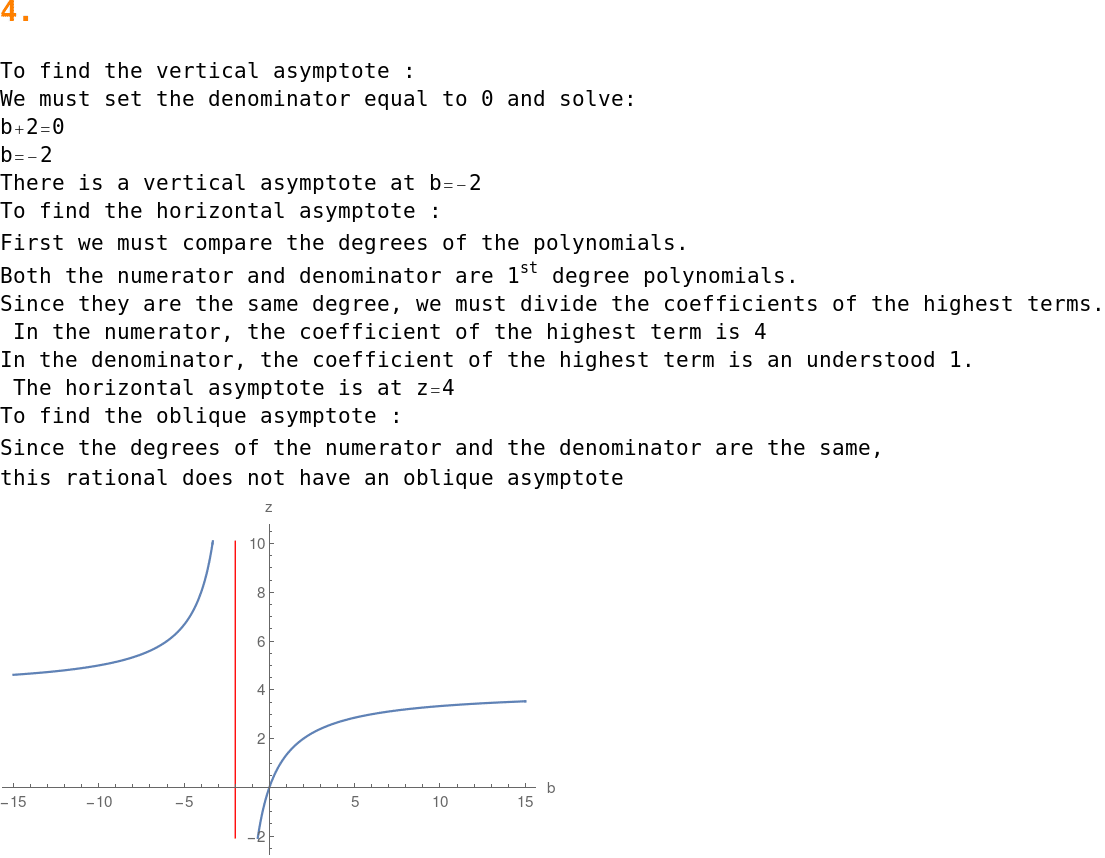 4.
To find the vertical asymptote :
We must set the denominator equal to 0 and solve:
b+2=0
b=-2
There is a vertical asymptote at b=-2
To find the horizontal asymptote :
First we must compare the degrees of the polynomials.
Both the numerator and denominator are 1st degree polynomials.
Since they are the same degree, we must divide the coefficients of the highest terms.
In the numerator, the coefficient of the highest term is 4
In the denominator, the coefficient of the highest term is an understood 1.
The horizontal asymptote is at z=4
To find the oblique asymptote :
Since the degrees of the numerator and the denominator are the same,
this rational does not have an oblique asymptote
z
10
8
6
4
2
b
-15 -10 -5 5 10 15
-2